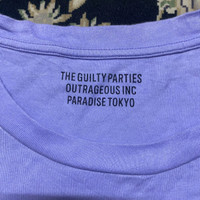 THE GUILTY PARTIES
OUTRAGEOUS INC
PARADISE TOKYO